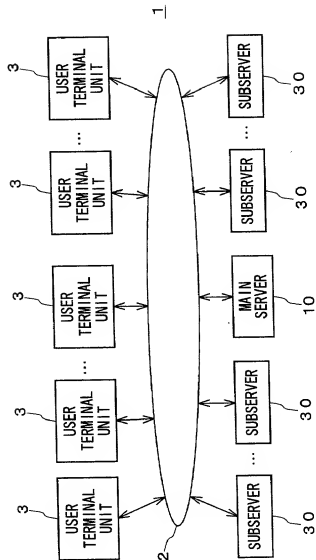 1
3
3
3
3
3
USER
TERMINAL
UNIT
USER
TERMINAL
UNIT
...
USER
TERMINAL
UNIT
USER
TERMINAL
UNIT
...
USER
TERMINAL
UNIT
2
SUBSERVER
...
SUBSERVER
MAIN
SERVER
SUBSERVER
...
SUBSERVER
30
30
10
30
30